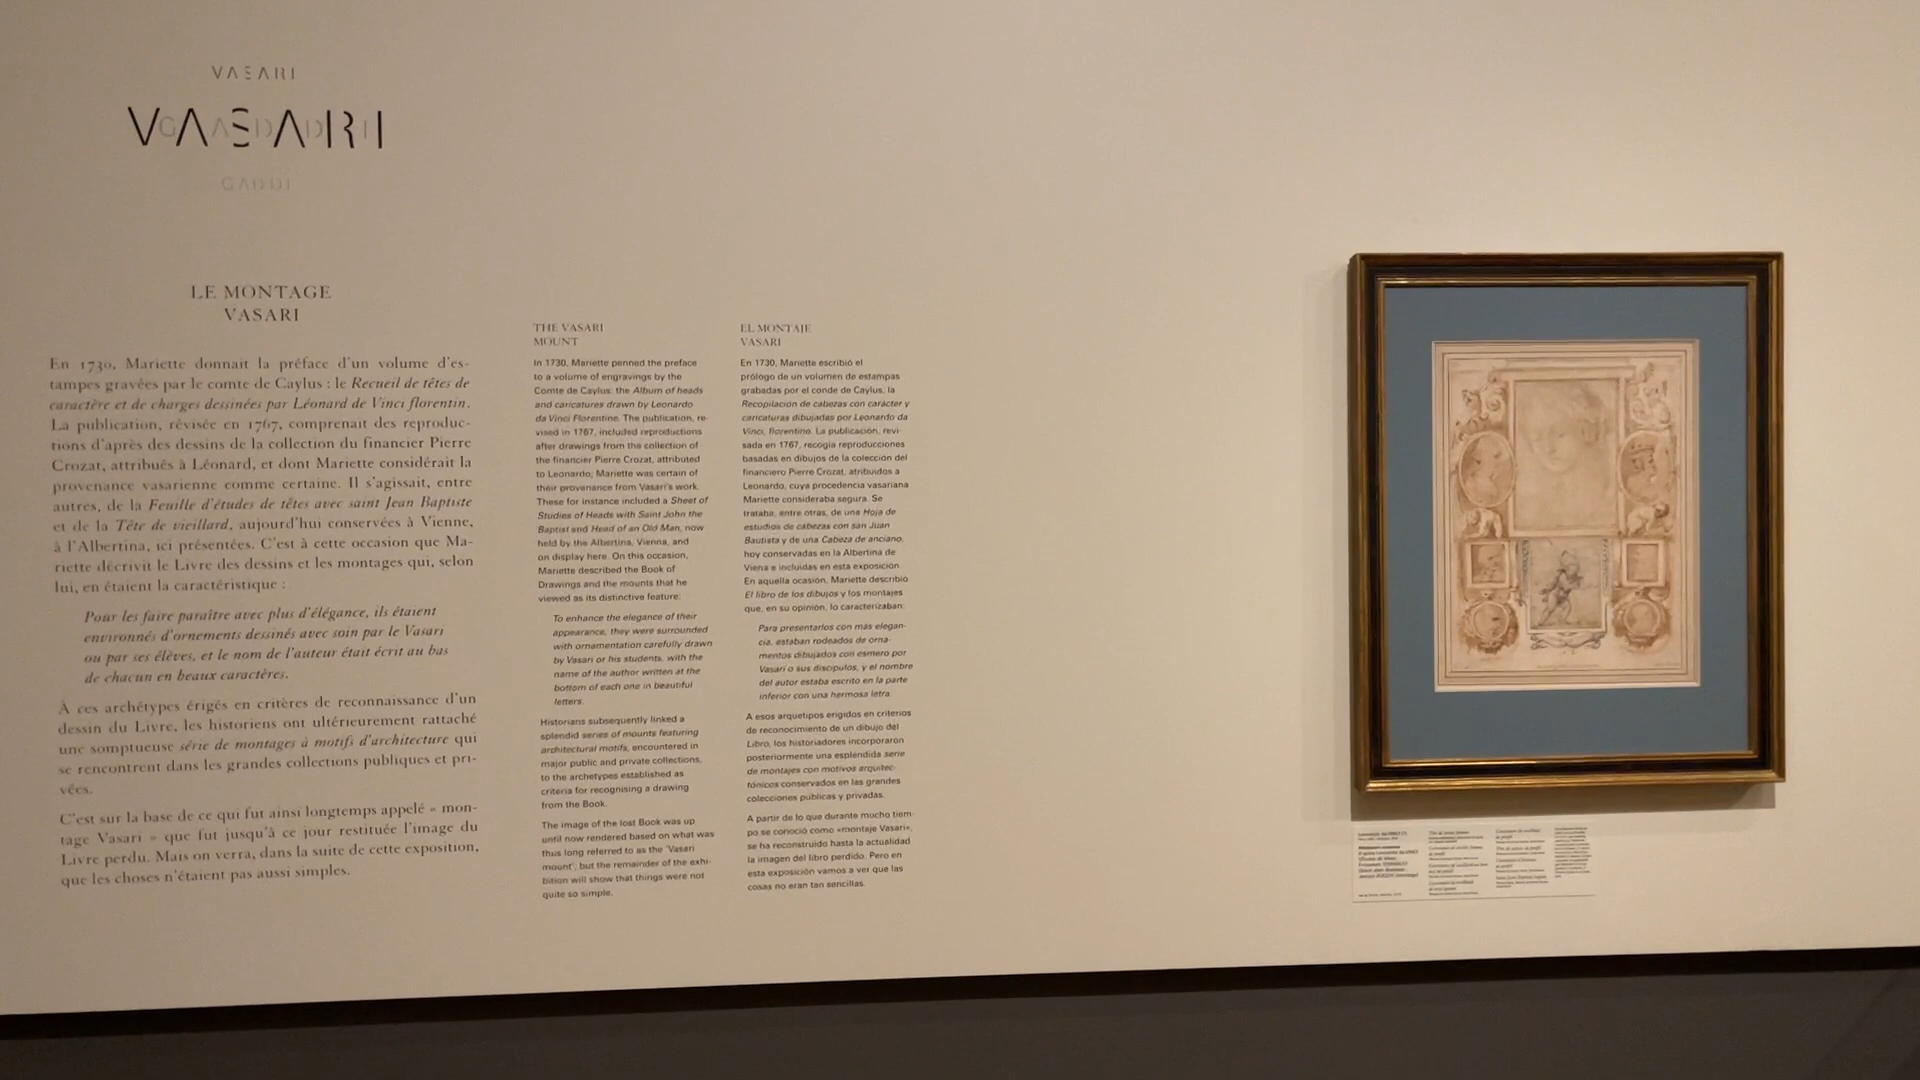 VASARI
VASARI
GADDI
LE MONTAGE
VASARI
En 1730, Mariette donnait la préface d'un volume d'es-
tampes gravées par le comte de Caylus : le Recueil de têtes de
caractère et de charges dessinées par Léonard de Vinci florentin.
La publication, révisée en 1767, comprenait des reproduc-
tions d'après des dessins de la collection du financier Pierre
Crozat, attribués à Léonard, et dont Mariette considérait la
provenance vasarienne comme certaine. Il s'agissait, entre
autres, de la Feuille d'études de têtes avec saint Jean Baptiste
et de la Tête de vieillard, aujourd'hui conservées à Vienne,
à l'Albertina, ici présentées. C'est à cette occasion que Ma-
riette décrivit le Livre des dessins et les montages qui, selon
lui, en étaient la caractéristique :
Pour les faire paraître avec plus d'élégance, ils étaient
environnés d'ornements dessinés avec soin par le Vasari
ou par ses élèves, et le nom de l'auteur était écrit au bas
de chacun en beaux caractères.
À ces archétypes érigés en critères de reconnaissance d'un
dessin du Livre, les historiens ont ultérieurement rattaché
une somptueuse série de montages à motifs d'architecture qui
se rencontrent dans les grandes collections publiques et pri-
vées.
C'est sur la base de ce qui fut ainsi longtemps appelé « mon-
tage Vasari » que fut jusqu'à ce jour restituée l'image du
Livre perdu. Mais on verra, dans la suite de cette exposition,
que les choses n'étaient pas aussi simples.
THE VASARI
MOUNT
In 1730, Mariette penned the preface
to a volume of engravings by the
Comte de Caylus: the Album of heads
and caricatures drawn by Leonardo
da Vinci Florentine. The publication, re-
vised in 1767, included reproductions
after drawings from the collection of
the financier Pierre Crozat, attributed
to Leonardo; Mariette was certain of
their provenance from Vasari's work.
These for instance included a Sheet of
Studies of Heads with Saint John the
Baptist and Head of an Old Man, now
held by the Albertina, Vienna, and
on display here. On this occasion,
Mariette described the Book of
Drawings and the mounts that he
viewed as its distinctive feature:
To enhance the elegance of their
appearance, they were surrounded
with ornamentation carefully drawn
by Vasari or his students, with the
name of the author written at the
bottom of each one in beautiful
letters.
Historians subsequently linked a
splendid series of mounts featuring
architectural motifs, encountered in
major public and private collections,
to the archetypes established as
criteria for recognising a drawing
from the Book.
The image of the lost Book was up
until now rendered based on what was
thus long referred to as the 'Vasari
mount', but the remainder of the exhi-
bition will show that things were not
quite so simple.
EL MONTAJE
VASARI
En 1730, Mariette escribió el
prólogo de un volumen de estampas
grabadas por el conde de Caylus, la
Recopilación de cabezas con carácter y
caricaturas dibujadas por Leonardo da
Vinci, florentino. La publicación, revi-
sada en 1767, recogía reproducciones
basadas en dibujos de la colección del
financiero Pierre Crozat, atribuidos a
Leonardo, cuya procedencia vasariana
Mariette consideraba segura. Se
trataba, entre otras, de una Hoja de
estudios de cabezas con san Juan
Bautista y de una Cabeza de anciano,
hoy conservadas en la Albertina de
Viena e incluidas en esta exposición.
En aquella ocasión, Mariette describió
El libro de los dibujos y los montajes
que, en su opinión, lo caracterizaban:
Para presentarlos con más elegan-
cia, estaban rodeados de orna-
mentos dibujados con esmero por
Vasari o sus discípulos, y el nombre
del autor estaba escrito en la parte
inferior con una hermosa letra.
A esos arquetipos erigidos en criterios
de reconocimiento de un dibujo del
Libro, los historiadores incorporaron
posteriormente una espléndida serie
de montajes con motivos arquitec-
tónicos conservados en las grandes
colecciones públicas y privadas.
A partir de lo que durante mucho tiem-
po se conoció como «montaje Vasari»,
se ha reconstruido hasta la actualidad
la imagen del libro perdido. Pero en
esta exposición vamos a ver que las
cosas no eran tan sencillas.